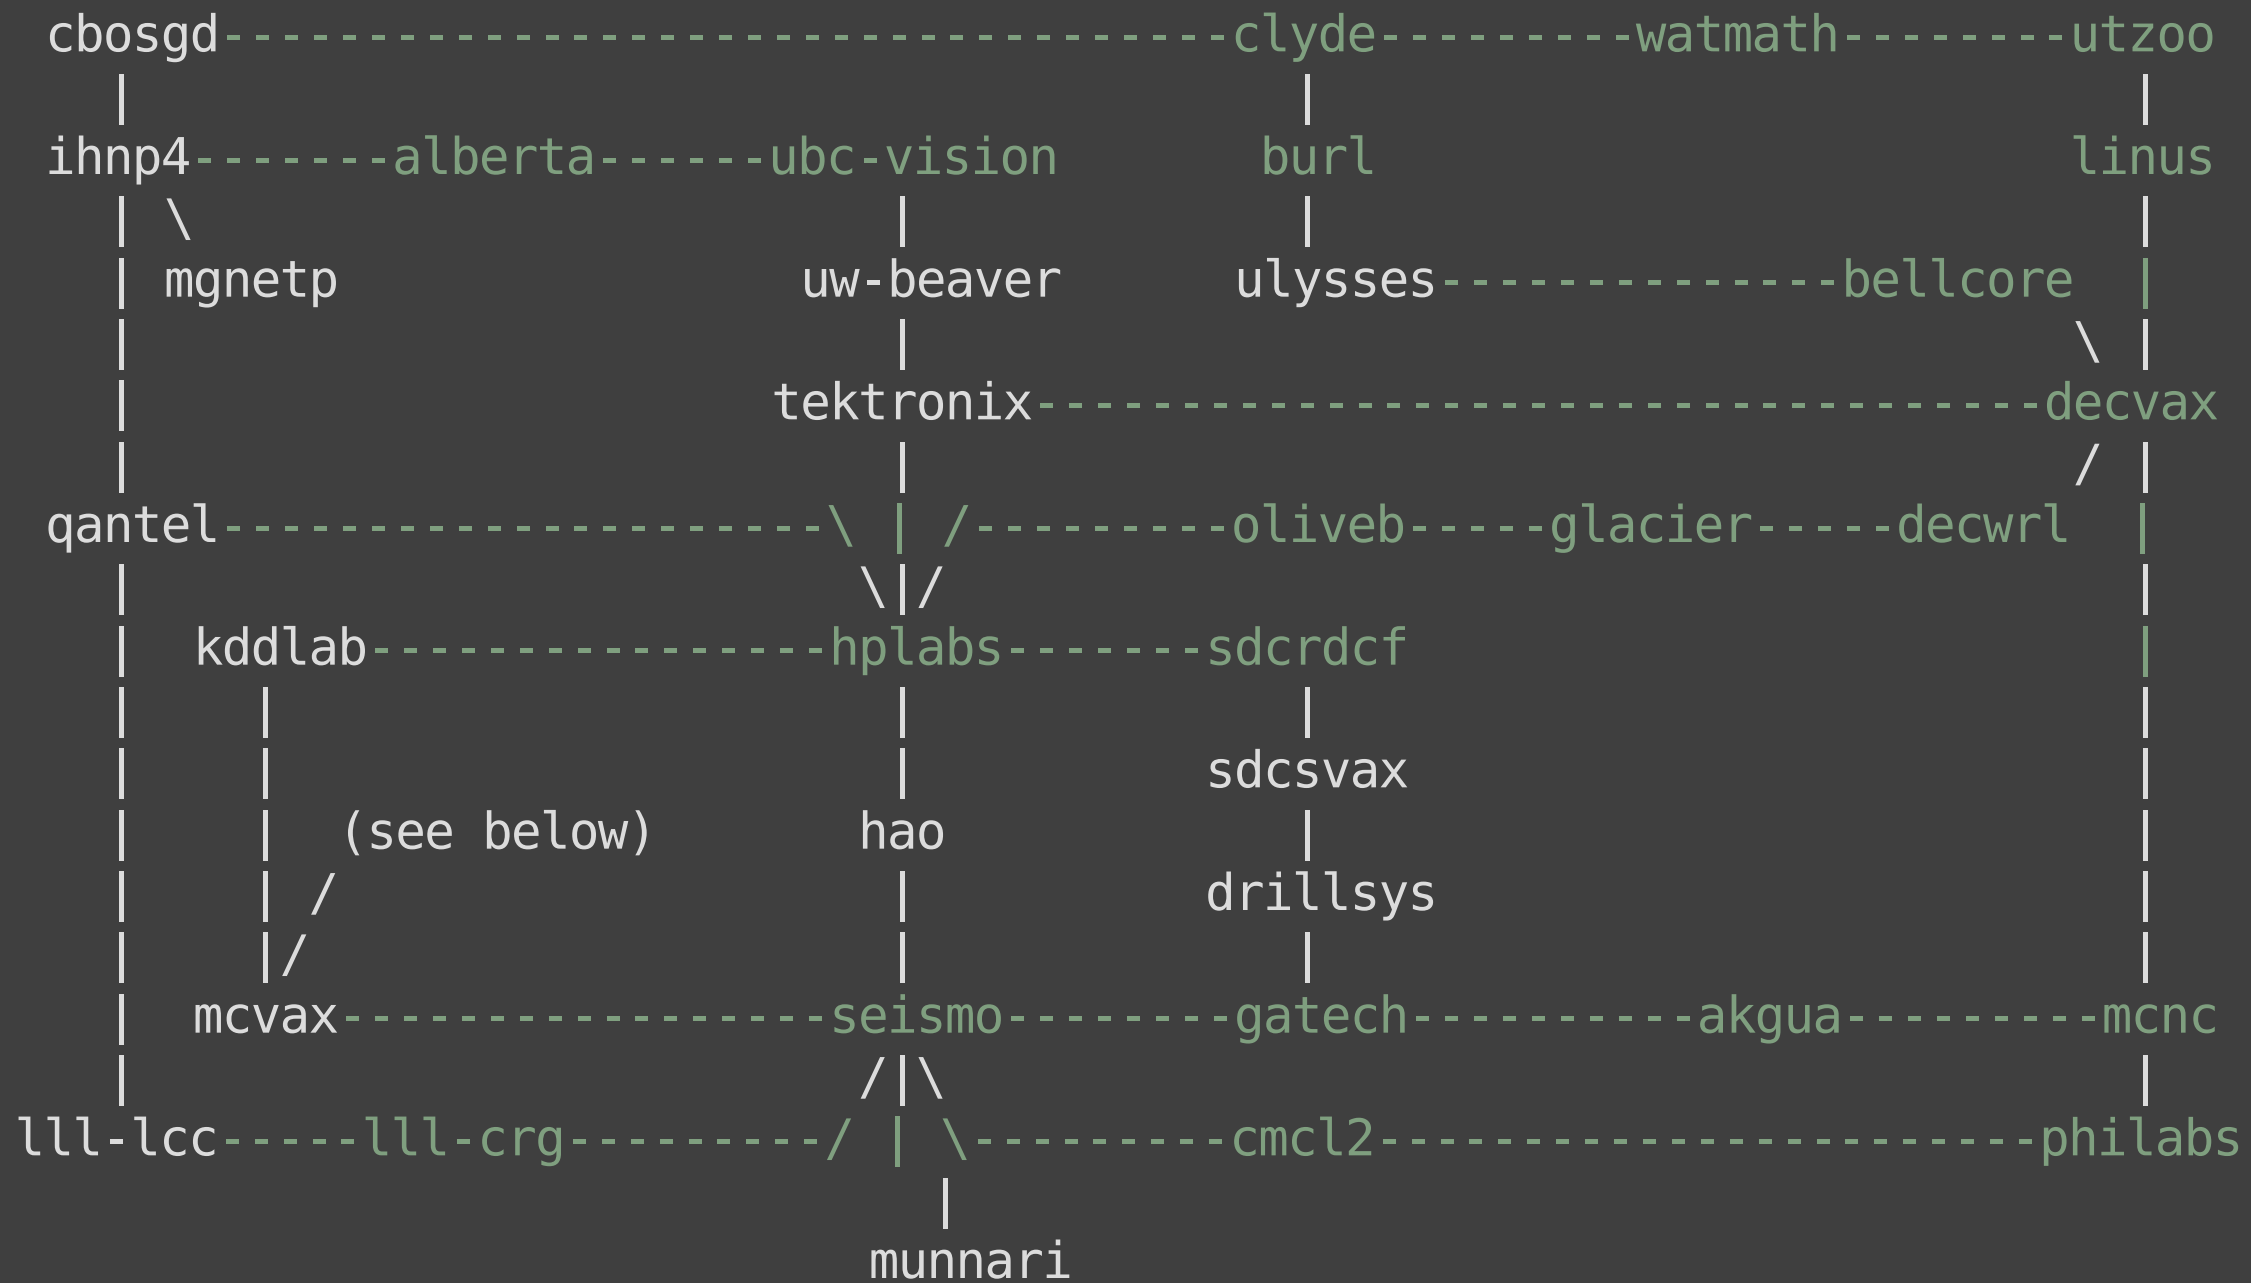 cbosgd-----------------------------------clyde---------watmath--------utzoo
  |                                        |                            |
ihnp4-------alberta------ubc-vision       burl                        linus
  | \                        |             |                            |
  | mgnetp               uw-beaver      ulysses--------------bellcore   |
  |                          |                                        \ |
  |                      tektronix-----------------------------------decvax
  |                          |                                        / |
qantel---------------------\ | /---------oliveb-----glacier-----decwrl  |
  |                         \|/                                         |
  |  kddlab----------------hplabs-------sdcrdcf                         |
  |    |                     |             |                            |
  |    |                     |          sdcsvax                         |
  |    |  (see below)       hao            |                            |
  |    | /                   |          drillsys                        |
  |    |/                    |             |                            |
  |  mcvax-----------------seismo--------gatech----------akgua---------mcnc
  |                         /|\                                         |
lll-lcc-----lll-crg---------/ | \---------cmcl2-----------------------philabs
                              |
                           munnari